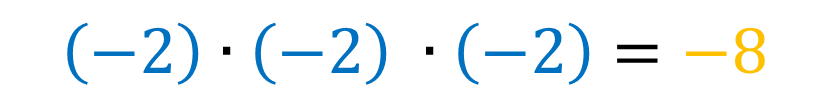 (−2) · (−2) · (−2) = −8